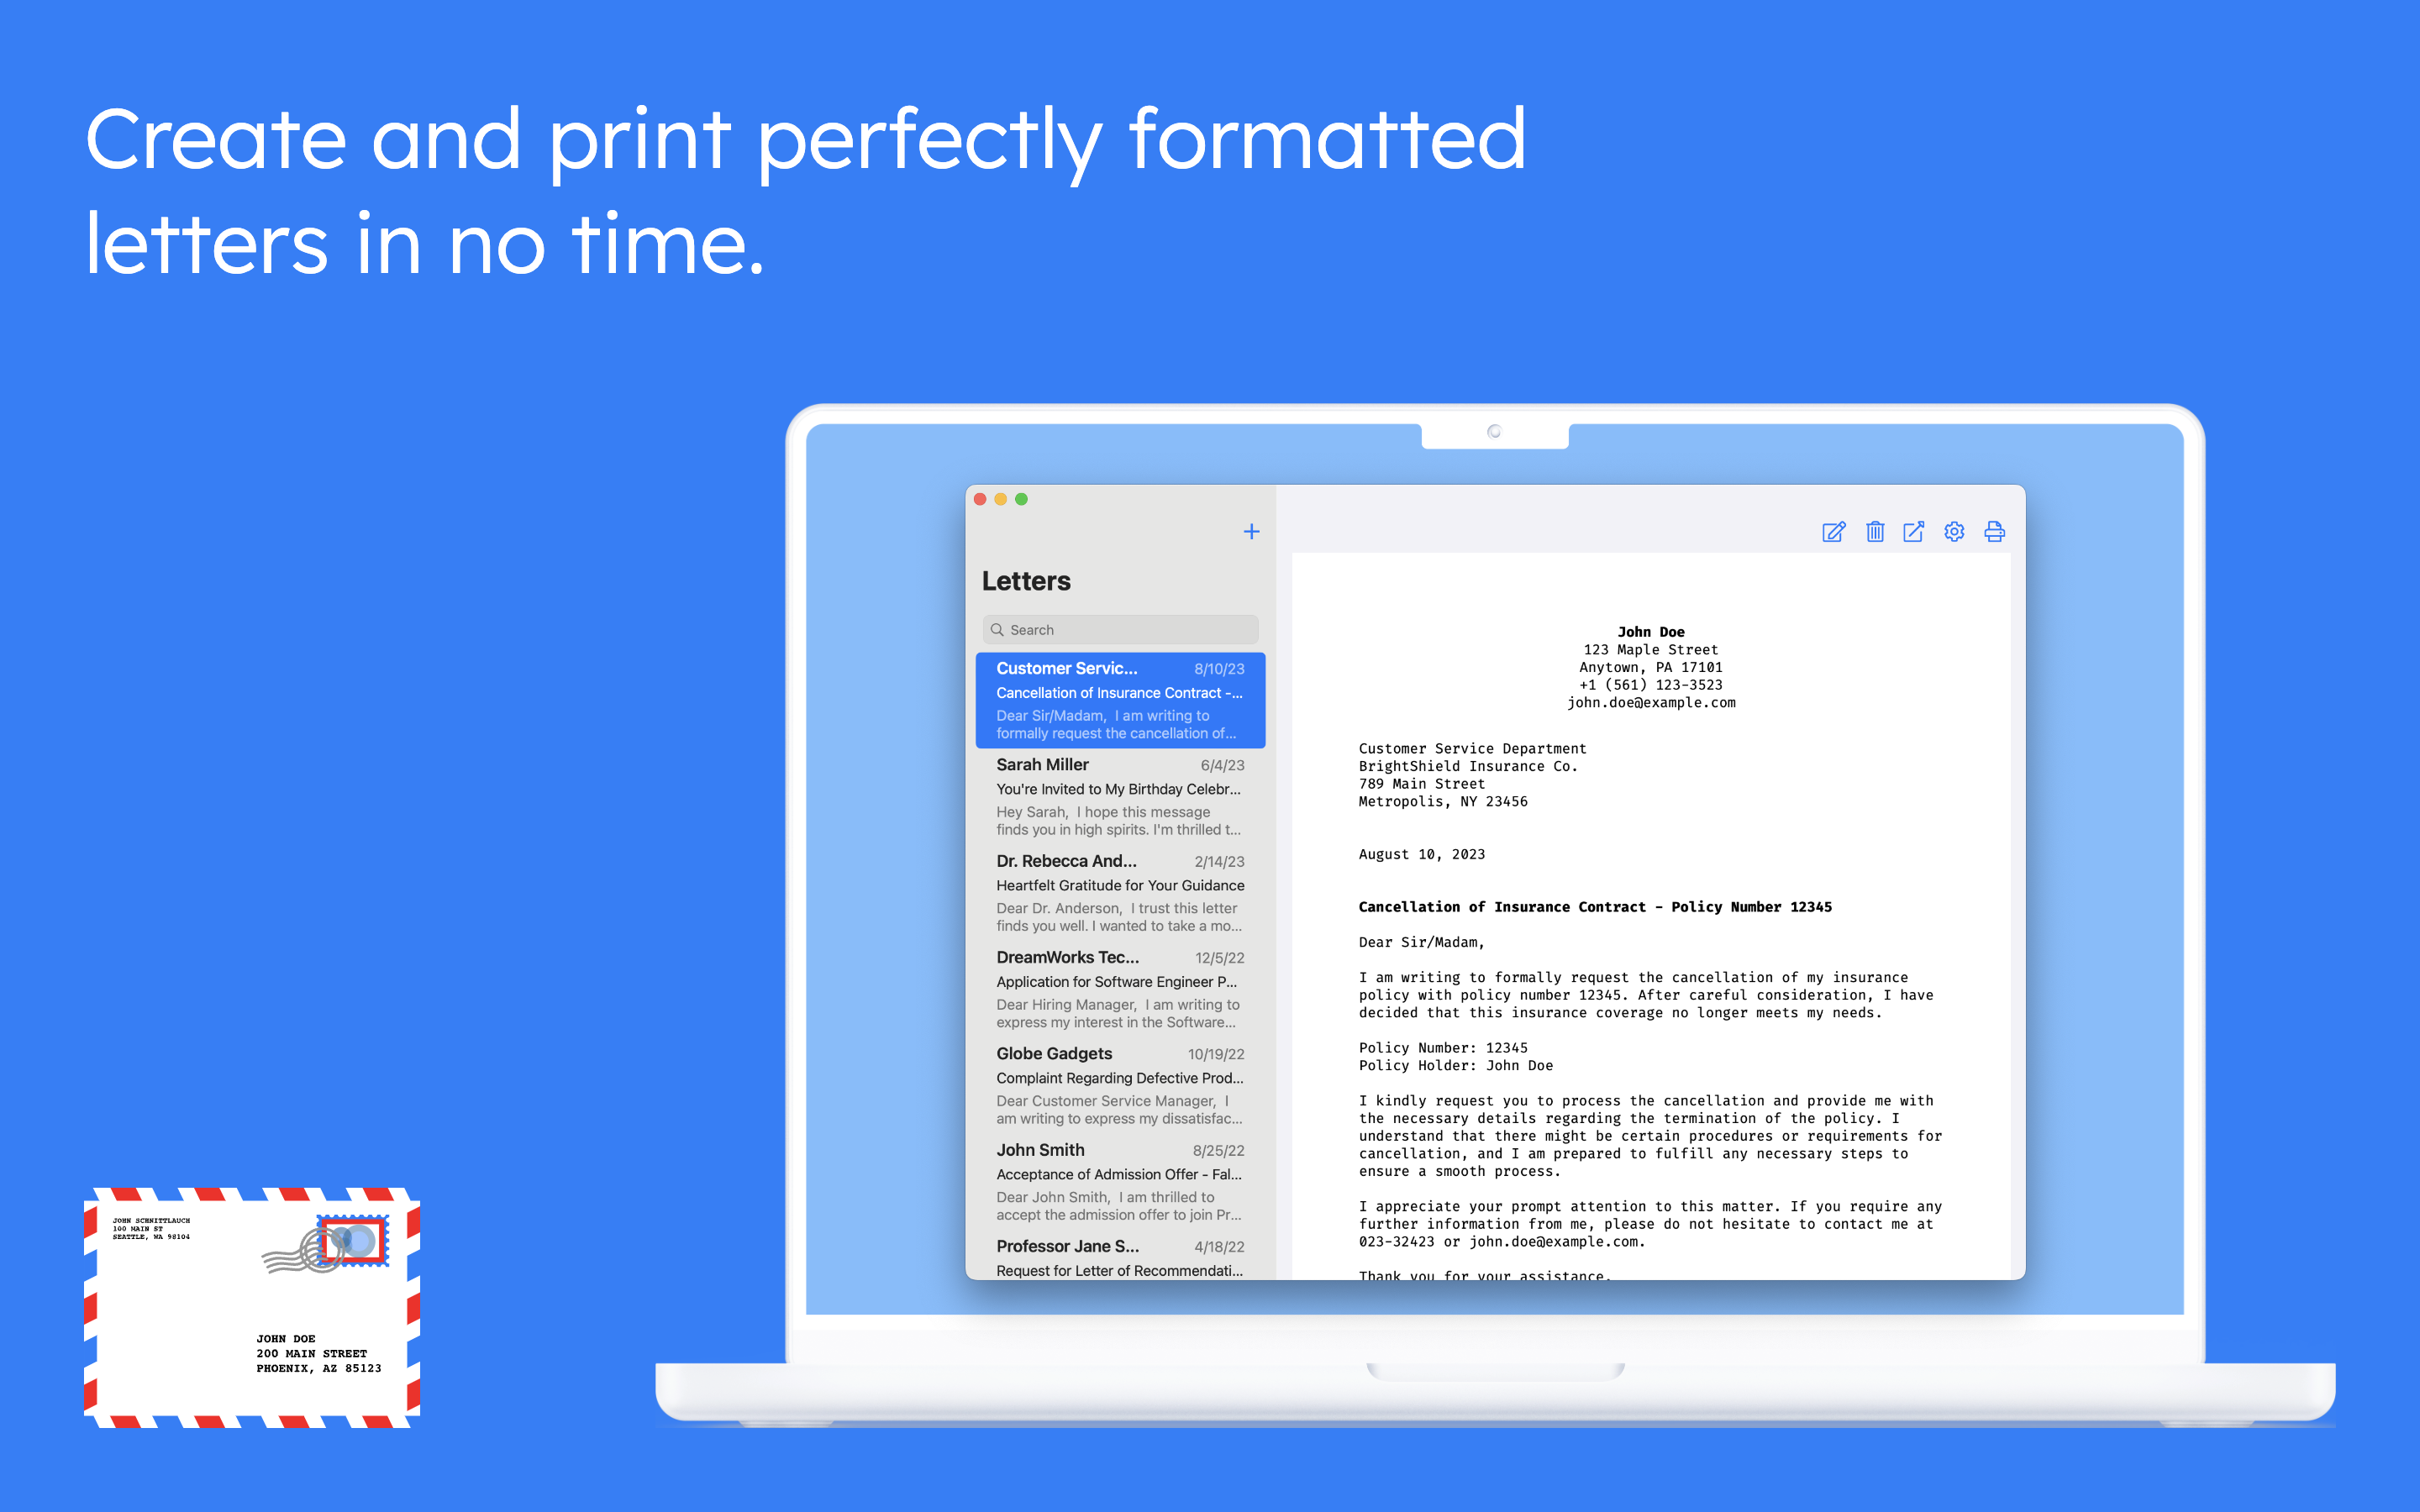 Create and print perfectly formatted
letters in no time.
Letters
Search
Customer Servic... 8/10/23
Cancellation of Insurance Contract -...
Dear Sir/Madam, I am writing to
formally request the cancellation of...
Sarah Miller 6/4/23
You're Invited to My Birthday Celebr...
Hey Sarah, I hope this message
finds you in high spirits. I'm thrilled t...
Dr. Rebecca And... 2/14/23
Heartfelt Gratitude for Your Guidance
Dear Dr. Anderson, I trust this letter
finds you well. I wanted to take a mo...
DreamWorks Tec... 12/5/22
Application for Software Engineer P...
Dear Hiring Manager, I am writing to
express my interest in the Software...
Globe Gadgets 10/19/22
Complaint Regarding Defective Prod...
Dear Customer Service Manager, I
am writing to express my dissatisfac...
John Smith 8/25/22
Acceptance of Admission Offer - Fal...
Dear John Smith, I am thrilled to
accept the admission offer to join Pr...
Professor Jane S... 4/18/22
Request for Letter of Recommendati...
John Doe
123 Maple Street
Anytown, PA 17101
+1 (561) 123-3523
john.doe@example.com
Customer Service Department
BrightShield Insurance Co.
789 Main Street
Metropolis, NY 23456
August 10, 2023
Cancellation of Insurance Contract - Policy Number 12345
Dear Sir/Madam,
I am writing to formally request the cancellation of my insurance
policy with policy number 12345. After careful consideration, I have
decided that this insurance coverage no longer meets my needs.
Policy Number: 12345
Policy Holder: John Doe
I kindly request you to process the cancellation and provide me with
the necessary details regarding the termination of the policy. I
understand that there might be certain procedures or requirements for
cancellation, and I am prepared to fulfill any necessary steps to
ensure a smooth process.
I appreciate your prompt attention to this matter. If you require any
further information from me, please do not hesitate to contact me at
023-32423 or john.doe@example.com.
Thank you for your assistance.
JOHN SCHNITTLAUCH
100 MAIN ST
SEATTLE, WA 98104
JOHN DOE
200 MAIN STREET
PHOENIX, AZ 85123